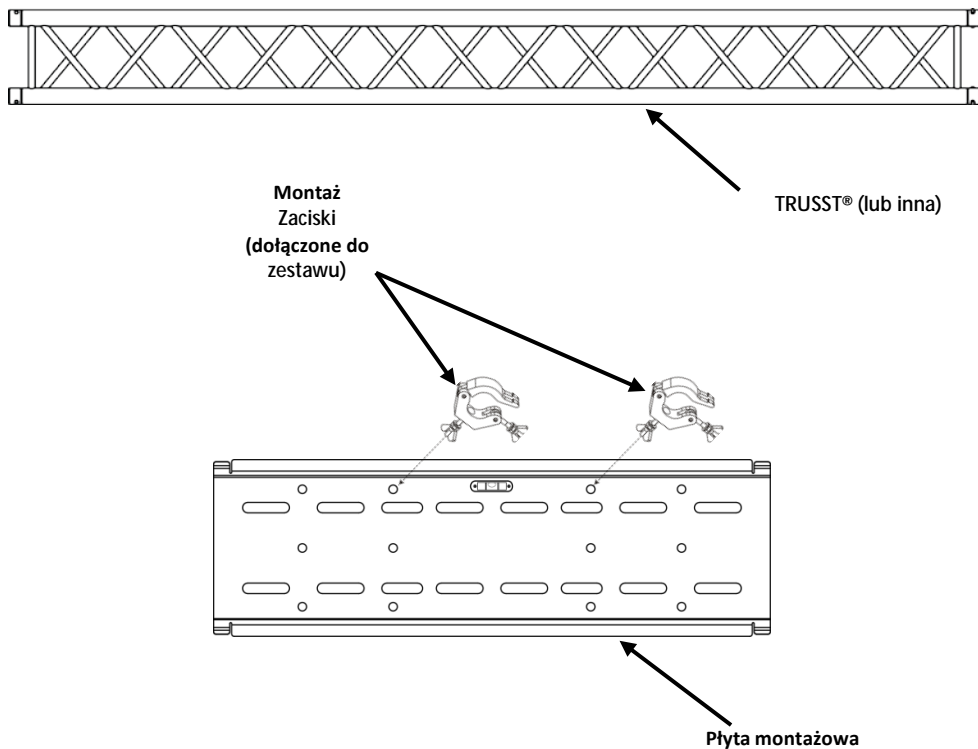 TRUSST® (lub inna)
Montaż
Zaciski
(dołączone do
zestawu)
Płyta montażowa